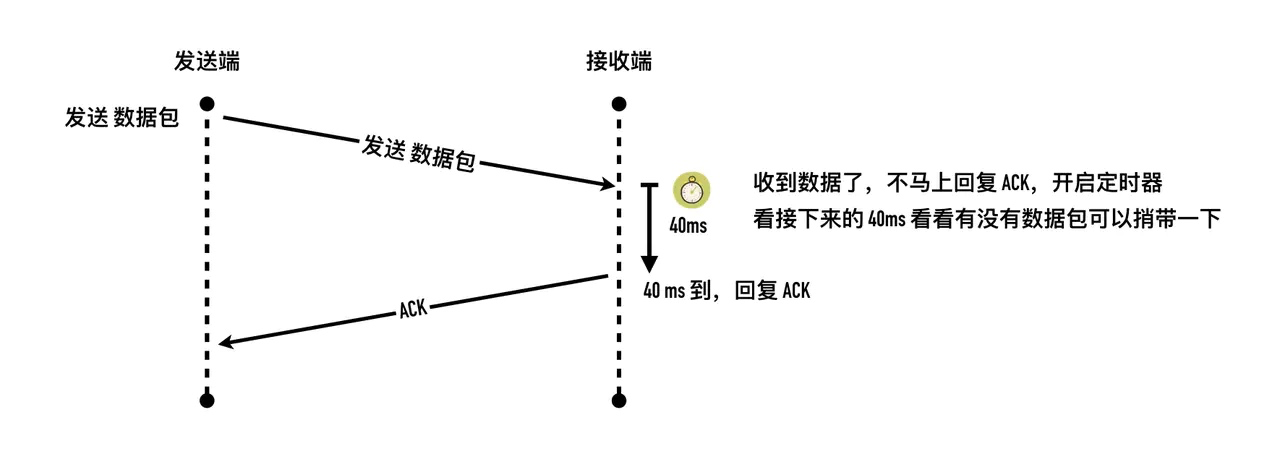 发送端
接收端
发送 数据包
发送 数据包
收到数据了，不马上回复 ACK，开启定时器
40ms
看接下来的 40ms 看看有没有数据包可以捎带一下
40 ms 到，回复 ACK
ACK